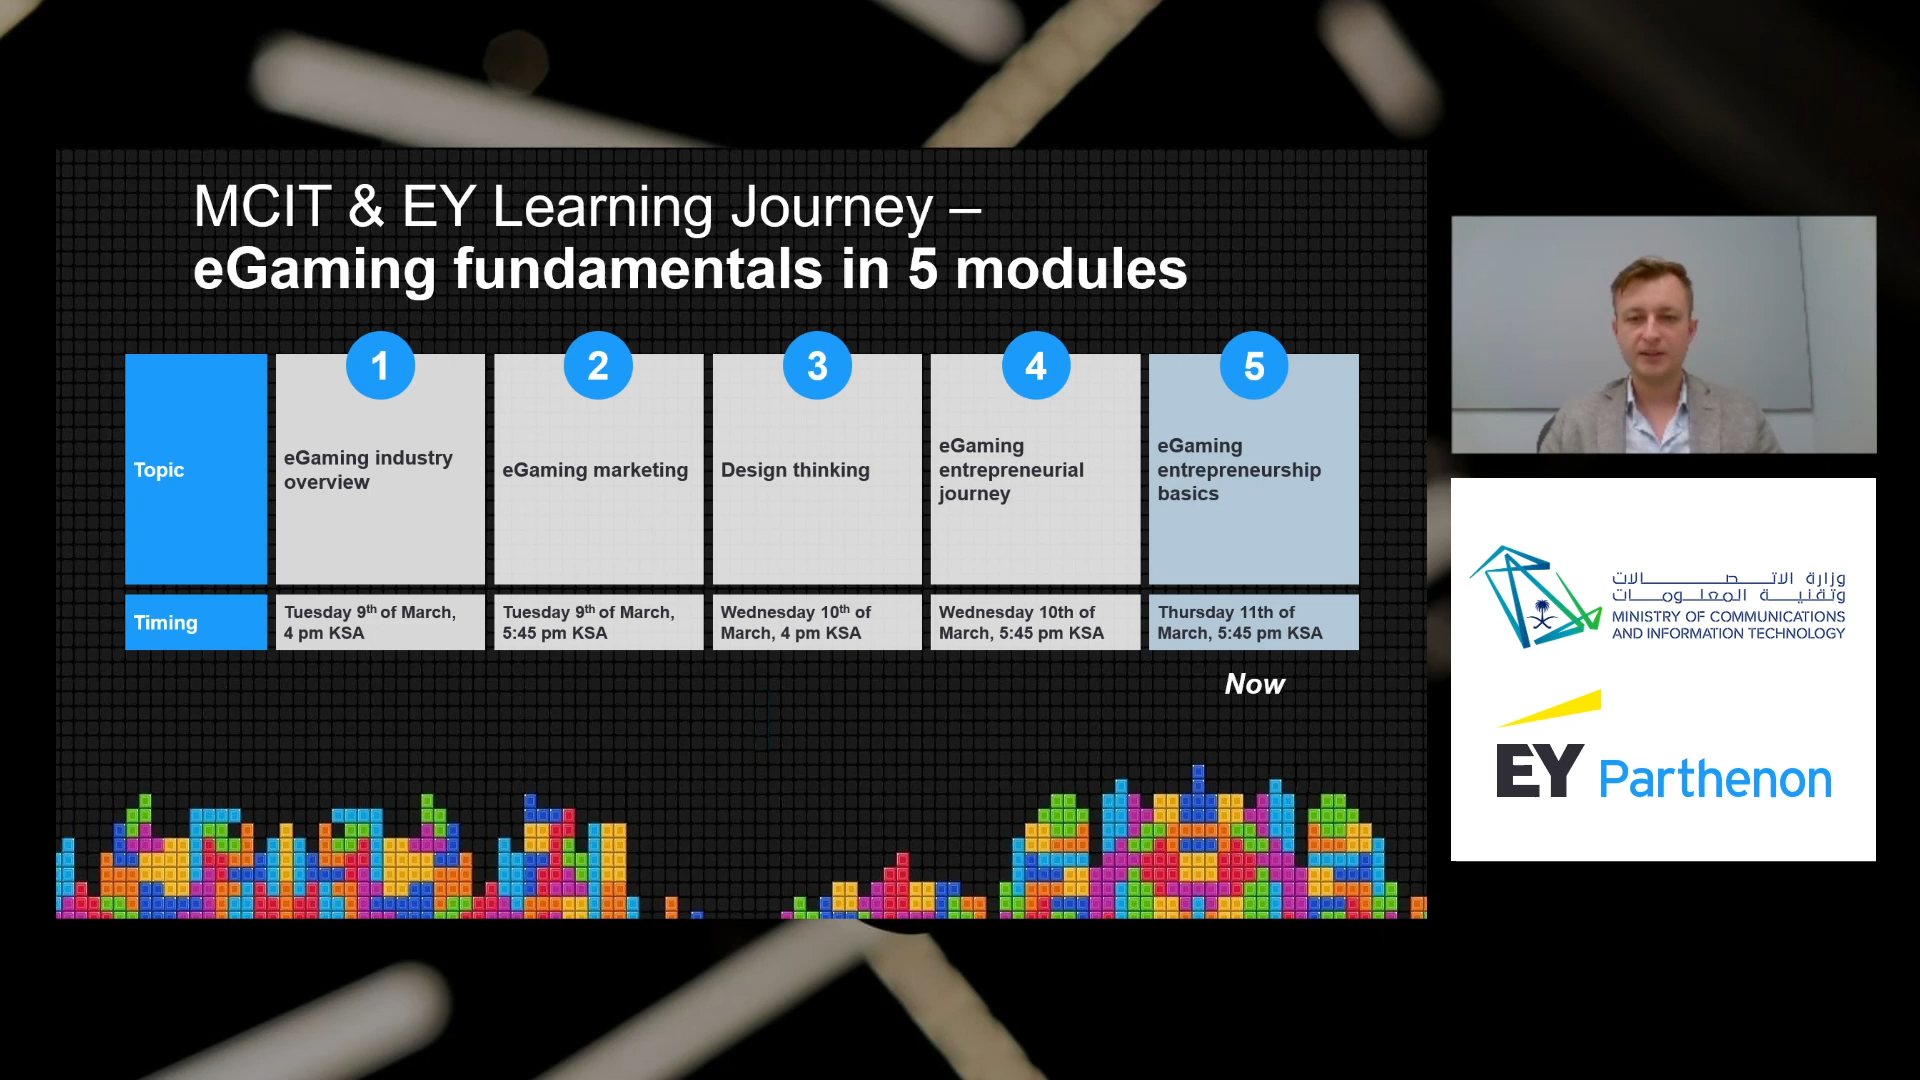 MCIT & EY Learning Journey –
eGaming fundamentals in 5 modules
1
2
3
4
5
Topic
eGaming industry
overview
eGaming marketing
Design thinking
eGaming
entrepreneurial
journey
eGaming
entrepreneurship
basics
Timing
Tuesday 9th of March,
4 pm KSA
Tuesday 9th of March,
5:45 pm KSA
Wednesday 10th of
March, 4 pm KSA
Wednesday 10th of
March, 5:45 pm KSA
Thursday 11th of
March, 5:45 pm KSA
Now
وزارة الاتصالات
وتقنية المعلومات
MINISTRY OF COMMUNICATIONS
AND INFORMATION TECHNOLOGY
EY Parthenon